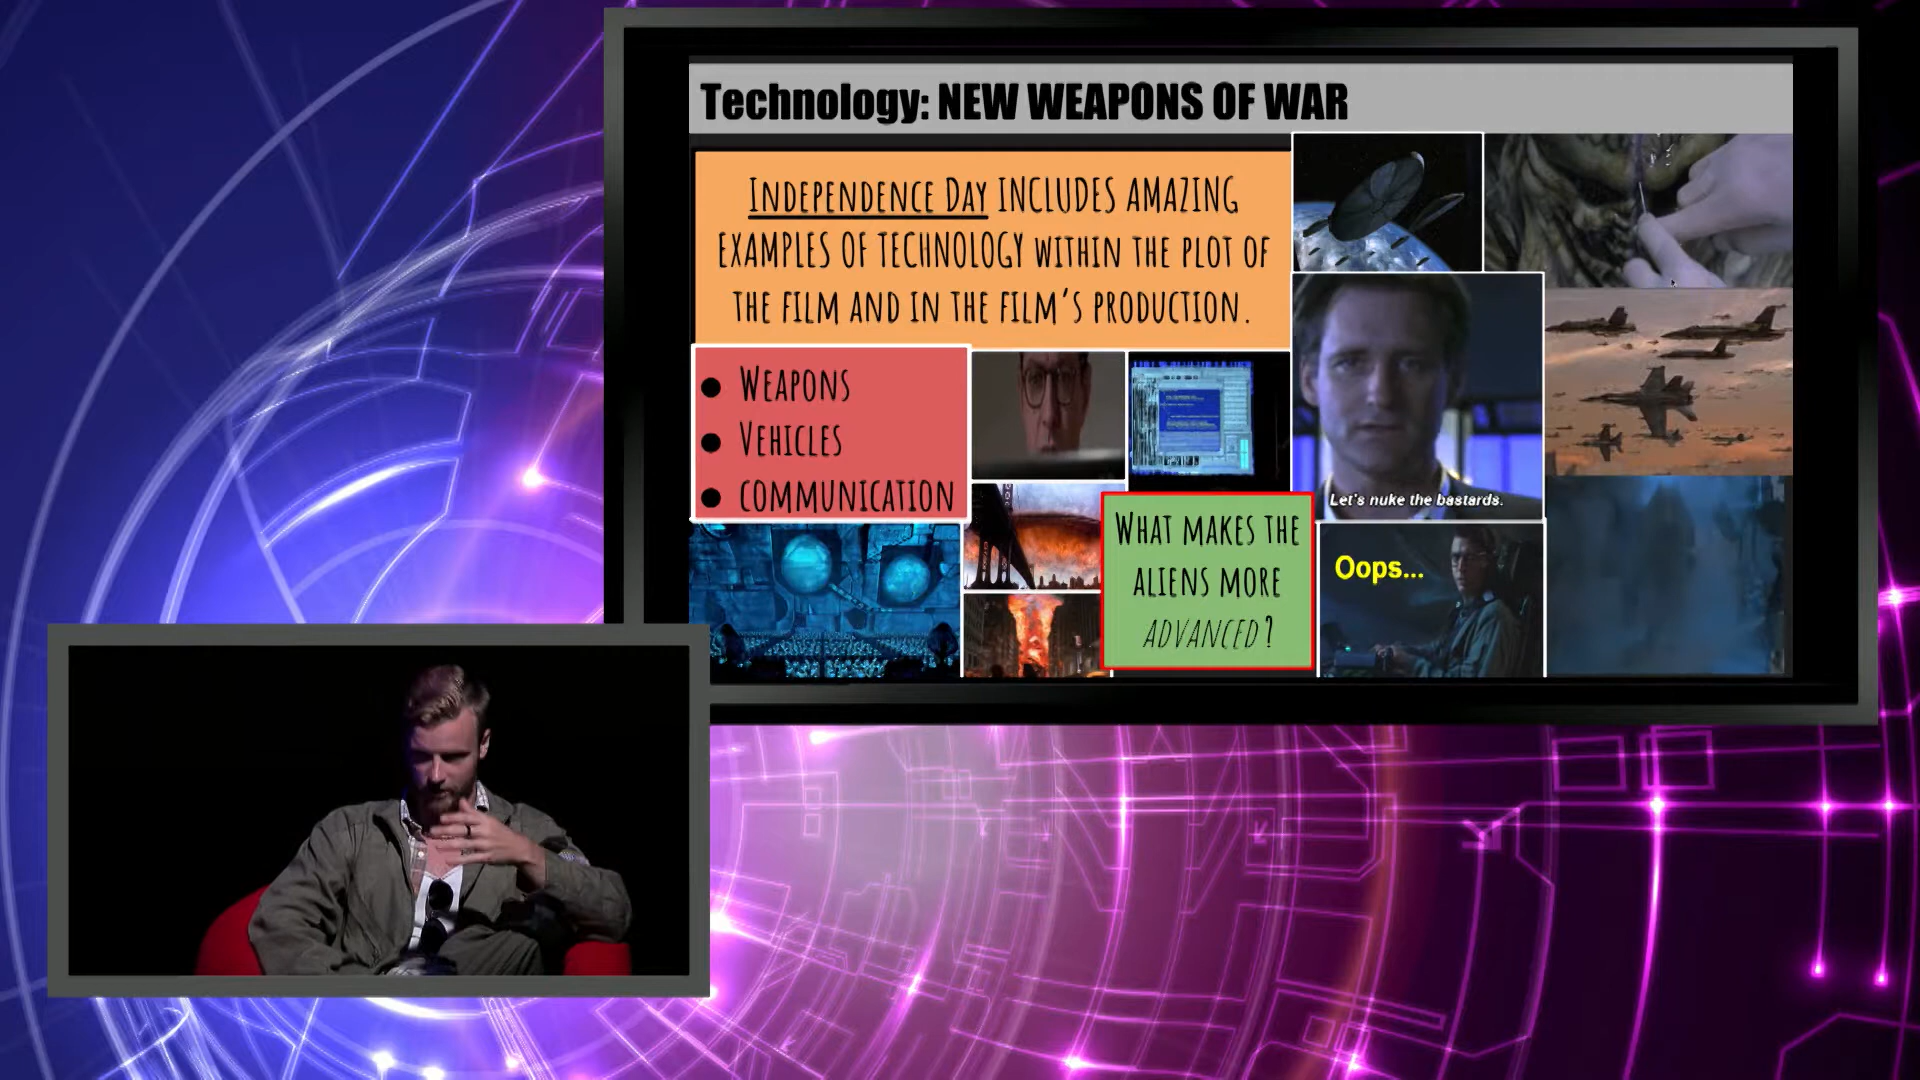 Technology: NEW WEAPONS OF WAR
INDEPENDENCE DAY INCLUDES AMAZING
EXAMPLES OF TECHNOLOGY WITHIN THE PLOT OF
THE FILM AND IN THE FILM'S PRODUCTION.
● WEAPONS
● VEHICLES
● COMMUNICATION
Let's nuke the bastards.
WHAT MAKES THE
ALIENS MORE
ADVANCED?
Oops...